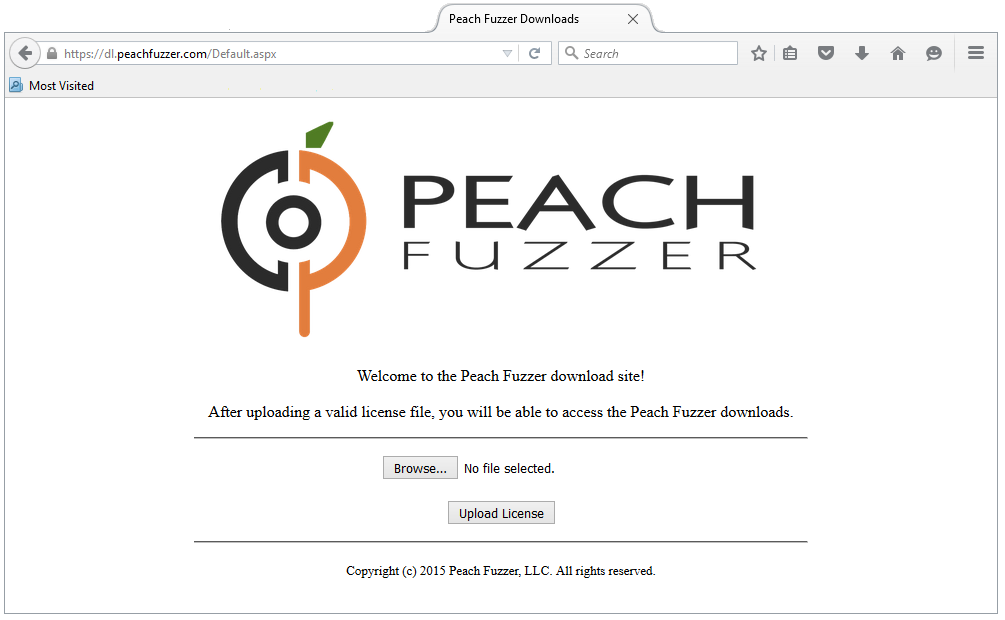 Peach Fuzzer Downloads
https://dl.peachfuzzer.com/Default.aspx
Search
Most Visited
PEACH
FUZZER
Welcome to the Peach Fuzzer download site!
After uploading a valid license file, you will be able to access the Peach Fuzzer downloads.
Browse... No file selected.
Upload License
Copyright (c) 2015 Peach Fuzzer, LLC. All rights reserved.